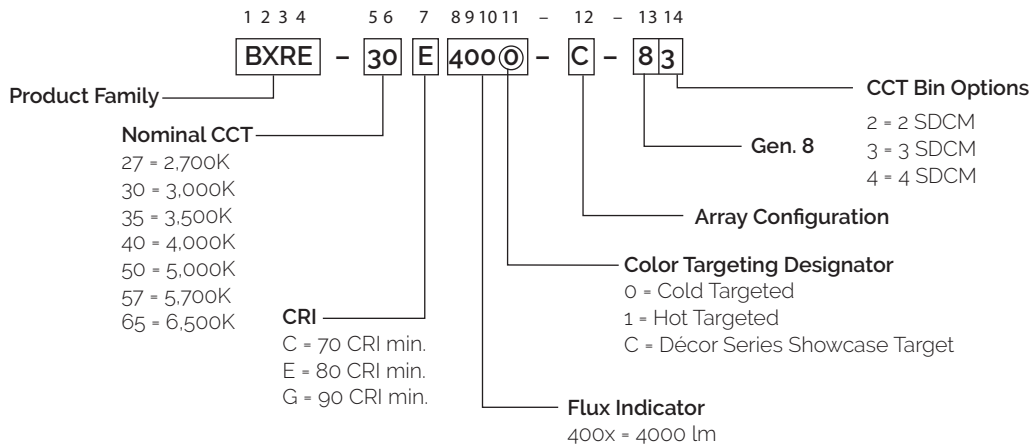 1 2 3 4 5 6 7 8 9 10 11 – 12 – 13 14
BXRE – 30 E 400 0 – C – 8 3
Product Family
Nominal CCT
27 = 2,700K
30 = 3,000K
35 = 3,500K
40 = 4,000K
50 = 5,000K
57 = 5,700K
65 = 6,500K
CRI
C = 70 CRI min.
E = 80 CRI min.
G = 90 CRI min.
Flux Indicator
400x = 4000 lm
Color Targeting Designator
0 = Cold Targeted
1 = Hot Targeted
C = Décor Series Showcase Target
Array Configuration
Gen. 8
CCT Bin Options
2 = 2 SDCM
3 = 3 SDCM
4 = 4 SDCM